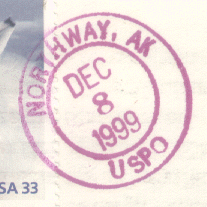 NORTHWAY, AK
DEC
8
1999
USPO
SA 33